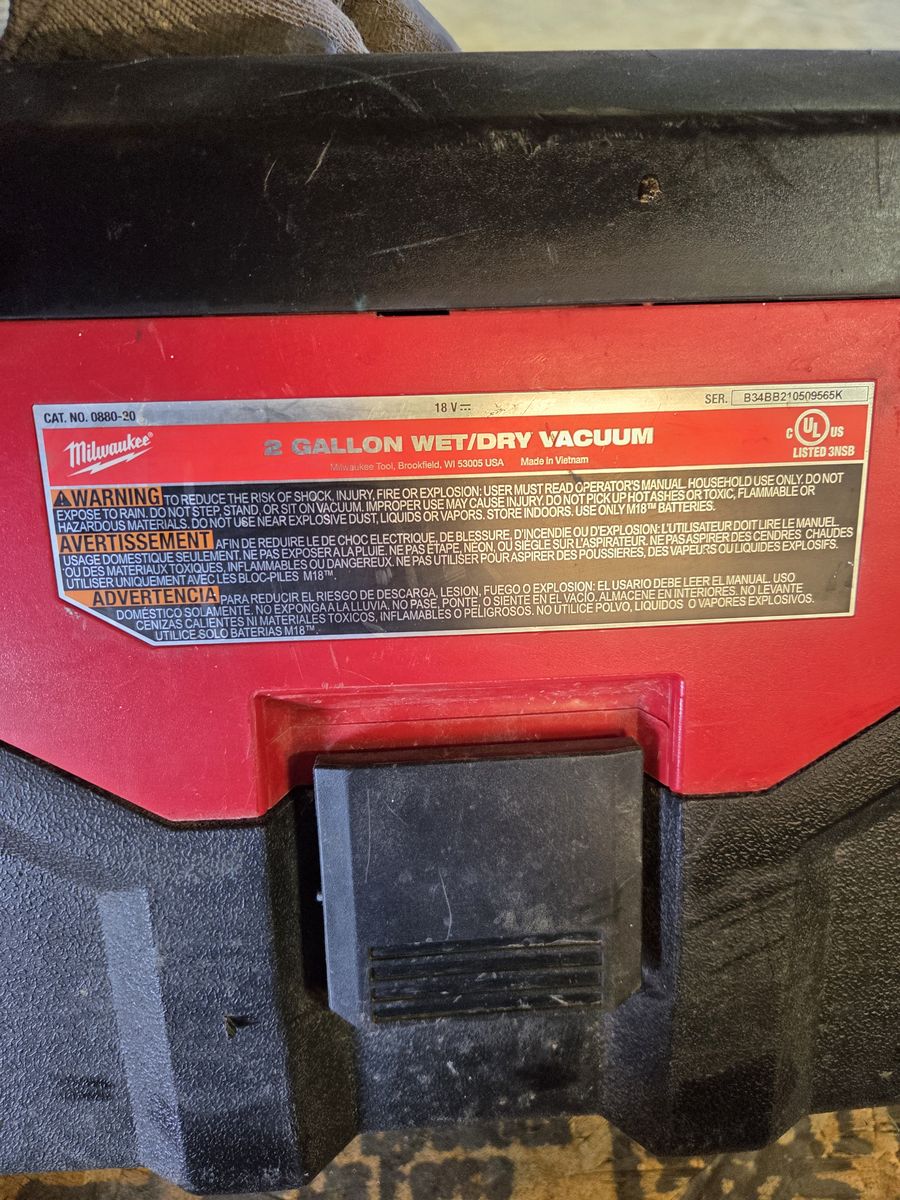 CAT. NO. 0880-20
18 V
SER. B34BB210509565K
Milwaukee®
2 GALLON WET/DRY VACUUM
Milwaukee Tool, Brookfield, WI 53005 USA Made in Vietnam
C UL US
LISTED 3NSB
WARNING TO REDUCE THE RISK OF SHOCK, INJURY, FIRE OR EXPLOSION: USER MUST READ OPERATOR'S MANUAL. HOUSEHOLD USE ONLY. DO NOT
EXPOSE TO RAIN. DO NOT STEP, STAND, OR SIT ON VACUUM. IMPROPER USE MAY CAUSE INJURY. DO NOT PICK UP HOT ASHES OR TOXIC, FLAMMABLE OR
HAZARDOUS MATERIALS. DO NOT USE NEAR EXPLOSIVE DUST, LIQUIDS OR VAPORS. STORE INDOORS. USE ONLY M18™ BATTERIES.
AVERTISSEMENT AFIN DE REDUIRE LE DE CHOC ELECTRIQUE, DE BLESSURE, D'INCENDIE OU D'EXPLOSION: L'UTILISATEUR DOIT LIRE LE MANUEL.
USAGE DOMESTIQUE SEULEMENT. NE PAS EXPOSER A LA PLUIE. NE PAS ETAPE, NEON, OU SIEGLE SUR L'ASPIRATEUR. NE PAS ASPIRER DES CENDRES CHAUDES
OU DES MATERIAUX TOXIQUES, INFLAMMABLES OU DANGEREUX. NE PAS UTILISER POUR ASPIRER DES POUSSIERES, DES VAPEURS OU LIQUIDES EXPLOSIFS.
UTILISER UNIQUEMENT AVEC LES BLOC-PILES M18™.
ADVERTENCIA PARA REDUCIR EL RIESGO DE DESCARGA, LESION, FUEGO O EXPLOSION: EL USARIO DEBE LEER EL MANUAL. USO
DOMÉSTICO SOLAMENTE. NO EXPONGA A LA LLUVIA. NO PASE, PONTE, O SIENTE EN EL VACÍO. ALMACENE EN INTERIORES. NO LEVANTE
CENIZAS CALIENTES NI MATERIALES TOXICOS, INFLAMABLES O PELIGROSOS. NO UTILICE POLVO, LIQUIDOS O VAPORES EXPLOSIVOS.
UTILICE SOLO BATERIAS M18™